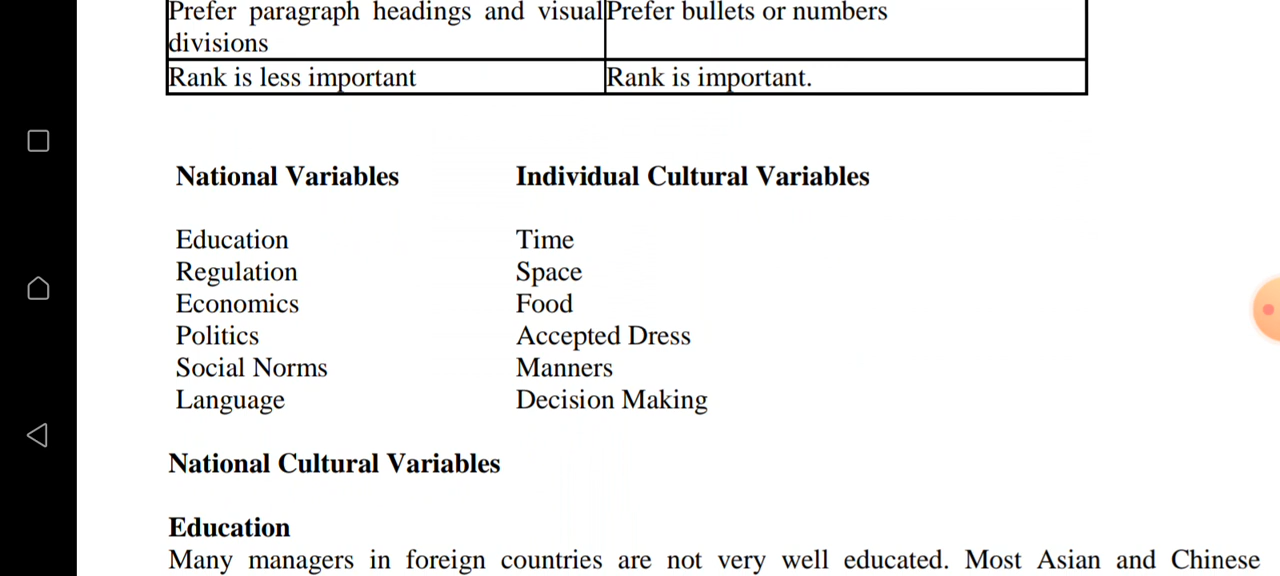 Prefer paragraph headings and visual Prefer bullets or numbers
divisions
Rank is less important Rank is important.
National Variables Individual Cultural Variables
Education Time
Regulation Space
Economics Food
Politics Accepted Dress
Social Norms Manners
Language Decision Making
National Cultural Variables
Education
Many managers in foreign countries are not very well educated. Most Asian and Chinese